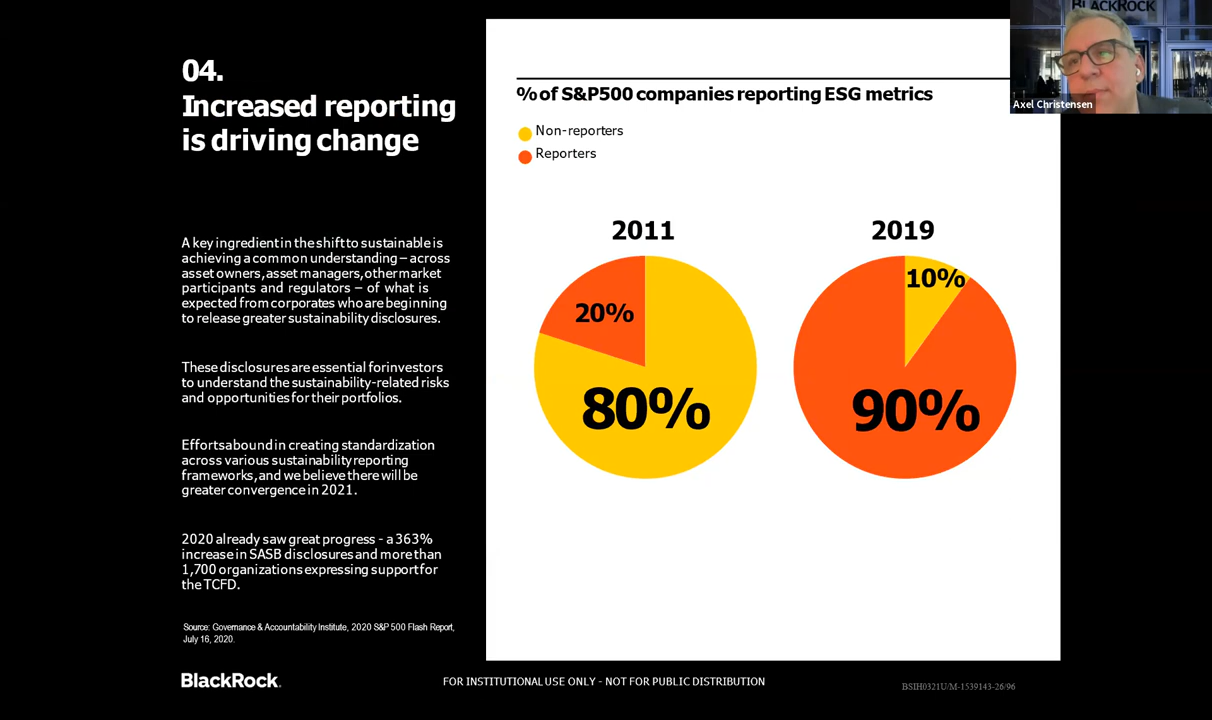 BLACKROCK
Axel Christensen
04.
Increased reporting
is driving change
A key ingredient in the shift to sustainable is
achieving a common understanding – across
asset owners, asset managers, other market
participants and regulators – of what is
expected from corporates who are beginning
to release greater sustainability disclosures.
These disclosures are essential for investors
to understand the sustainability-related risks
and opportunities for their portfolios.
Efforts abound in creating standardization
across various sustainability reporting
frameworks, and we believe there will be
greater convergence in 2021.
2020 already saw great progress - a 363%
increase in SASB disclosures and more than
1,700 organizations expressing support for
the TCFD.
Source: Governance & Accountability Institute, 2020 S&P 500 Flash Report,
July 16, 2020.
% of S&P500 companies reporting ESG metrics
Non-reporters
Reporters
2011
20%
80%
2019
10%
90%
BlackRock.
FOR INSTITUTIONAL USE ONLY - NOT FOR PUBLIC DISTRIBUTION
BSIH0321U/M-1539143-26/96